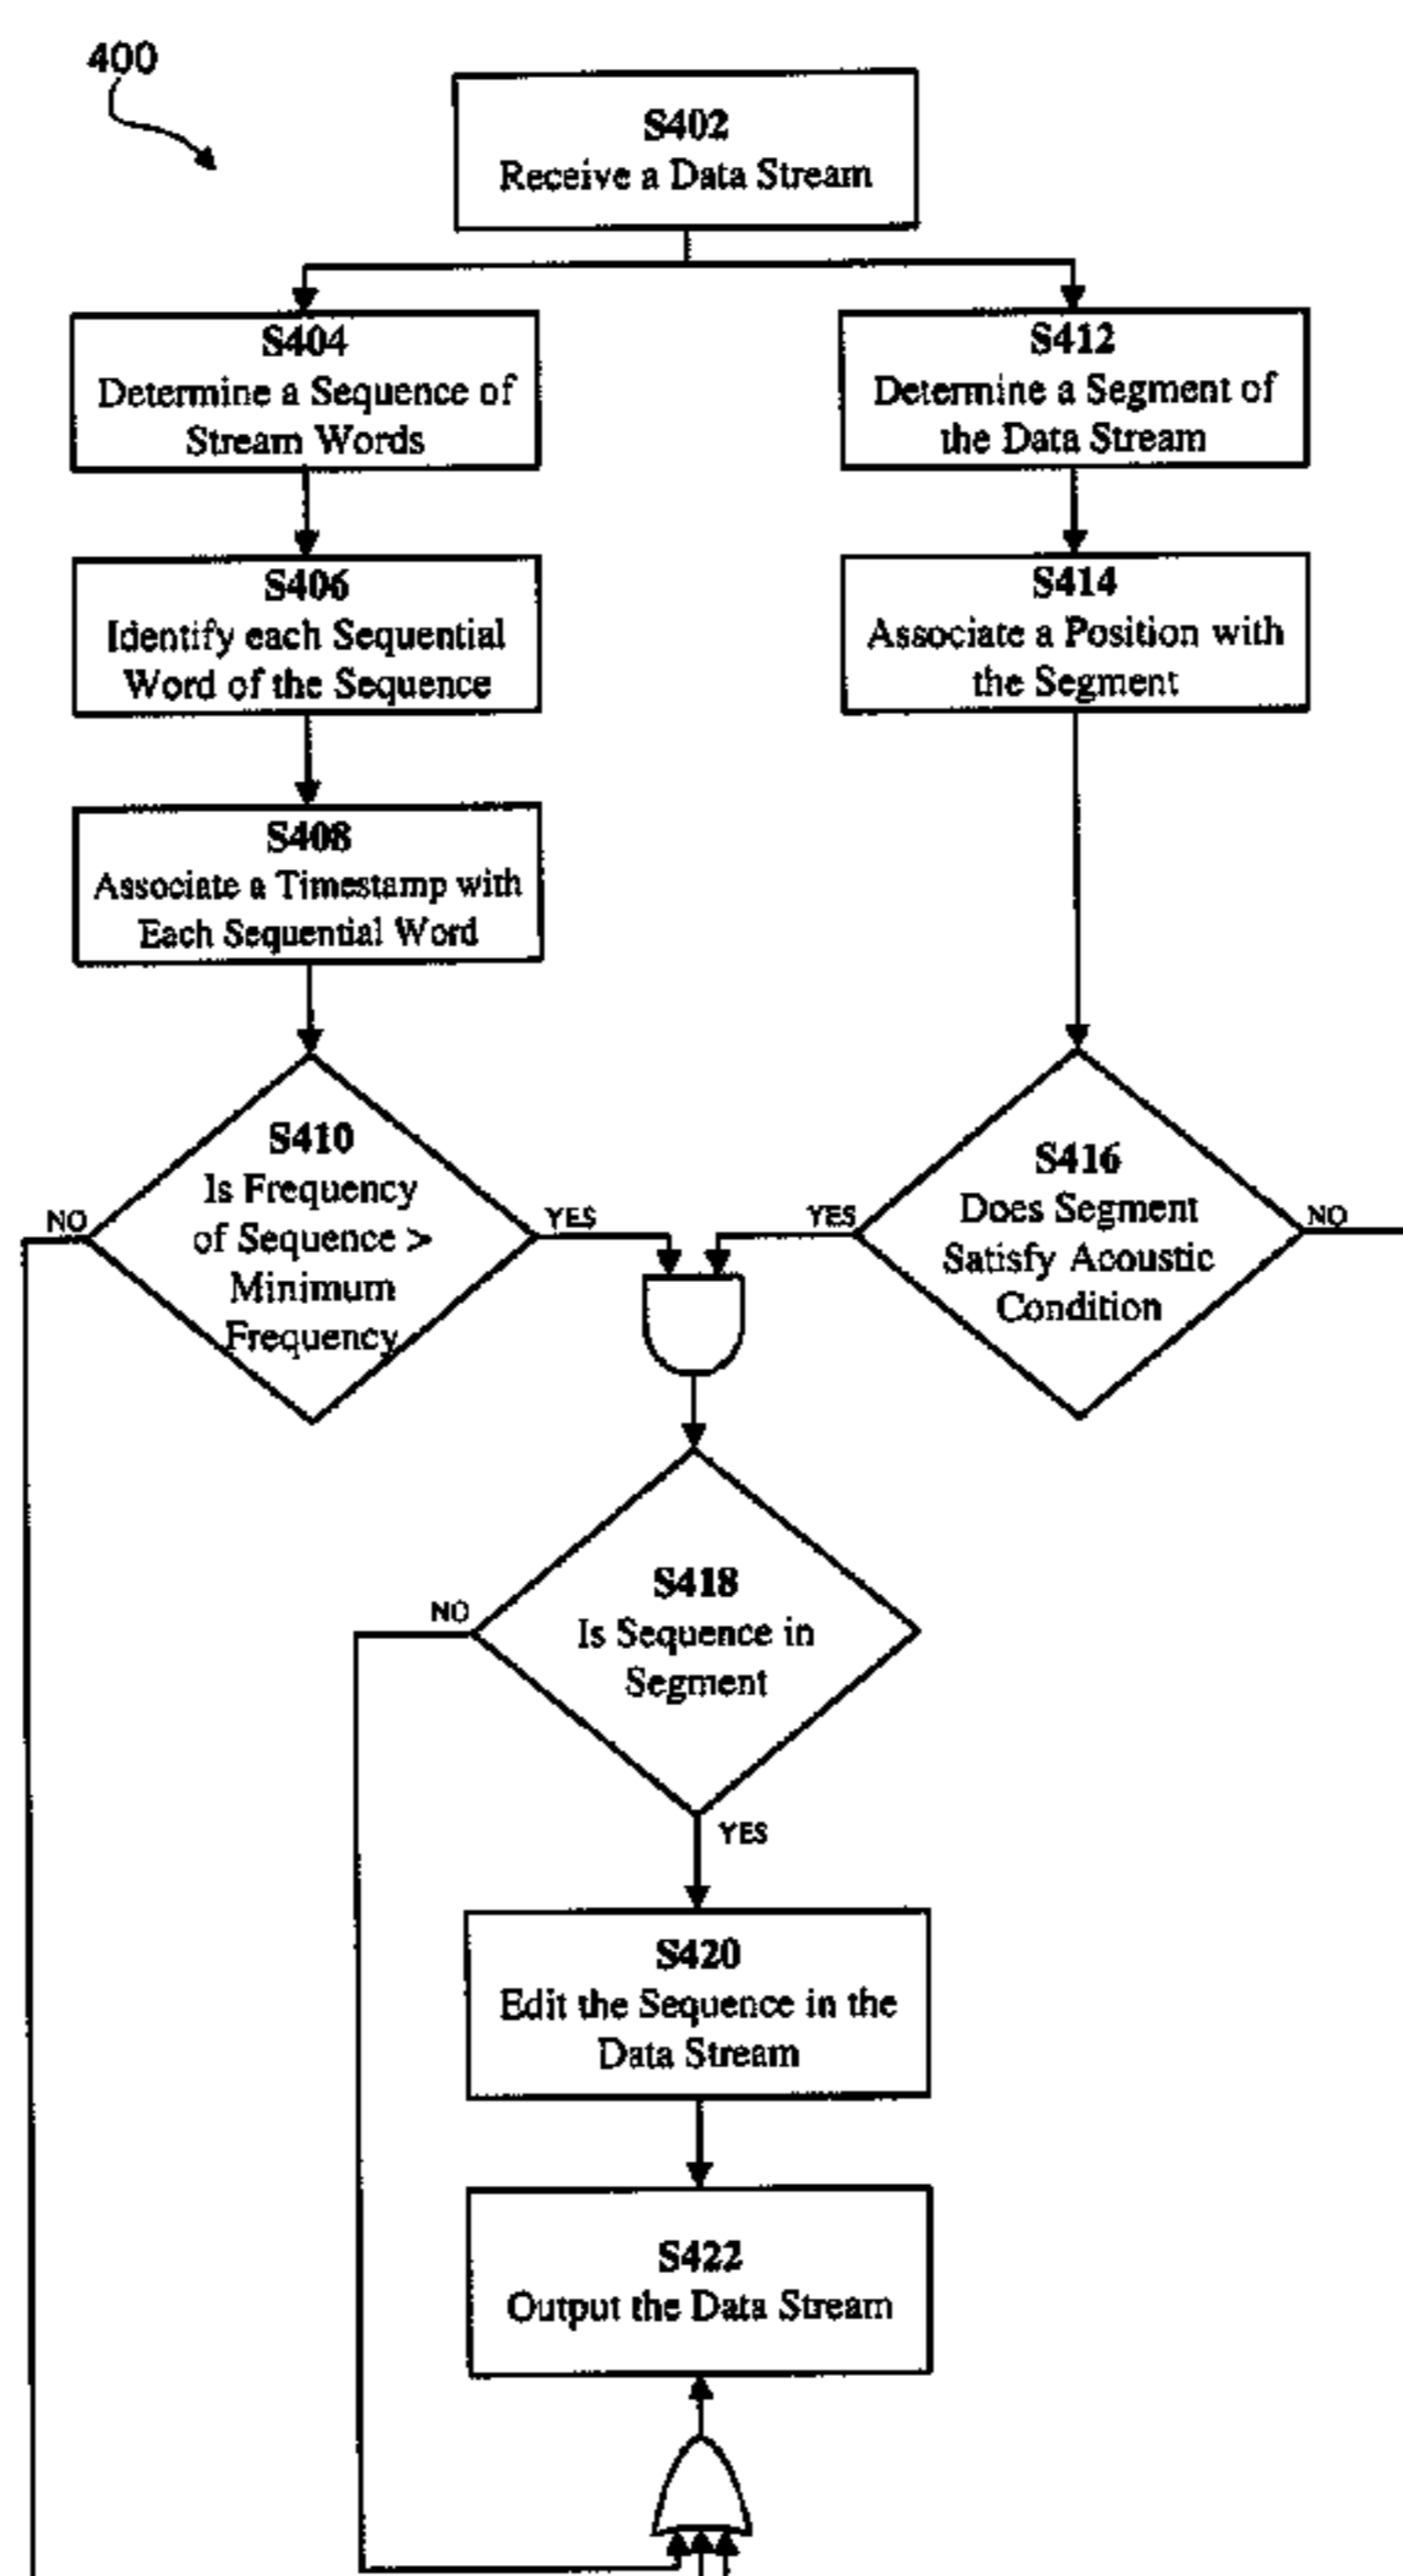 400
S402
Receive a Data Stream
S404
Determine a Sequence of
Stream Words
S412
Determine a Segment of
the Data Stream
S406
Identify each Sequential
Word of the Sequence
S414
Associate a Position with
the Segment
S408
Associate a Timestamp with
Each Sequential Word
S410
Is Frequency
of Sequence >
Minimum
Frequency
NO
YES
S416
Does Segment
Satisfy Acoustic
Condition
YES
NO
S418
Is Sequence in
Segment
NO
YES
S420
Edit the Sequence in the
Data Stream
S422
Output the Data Stream